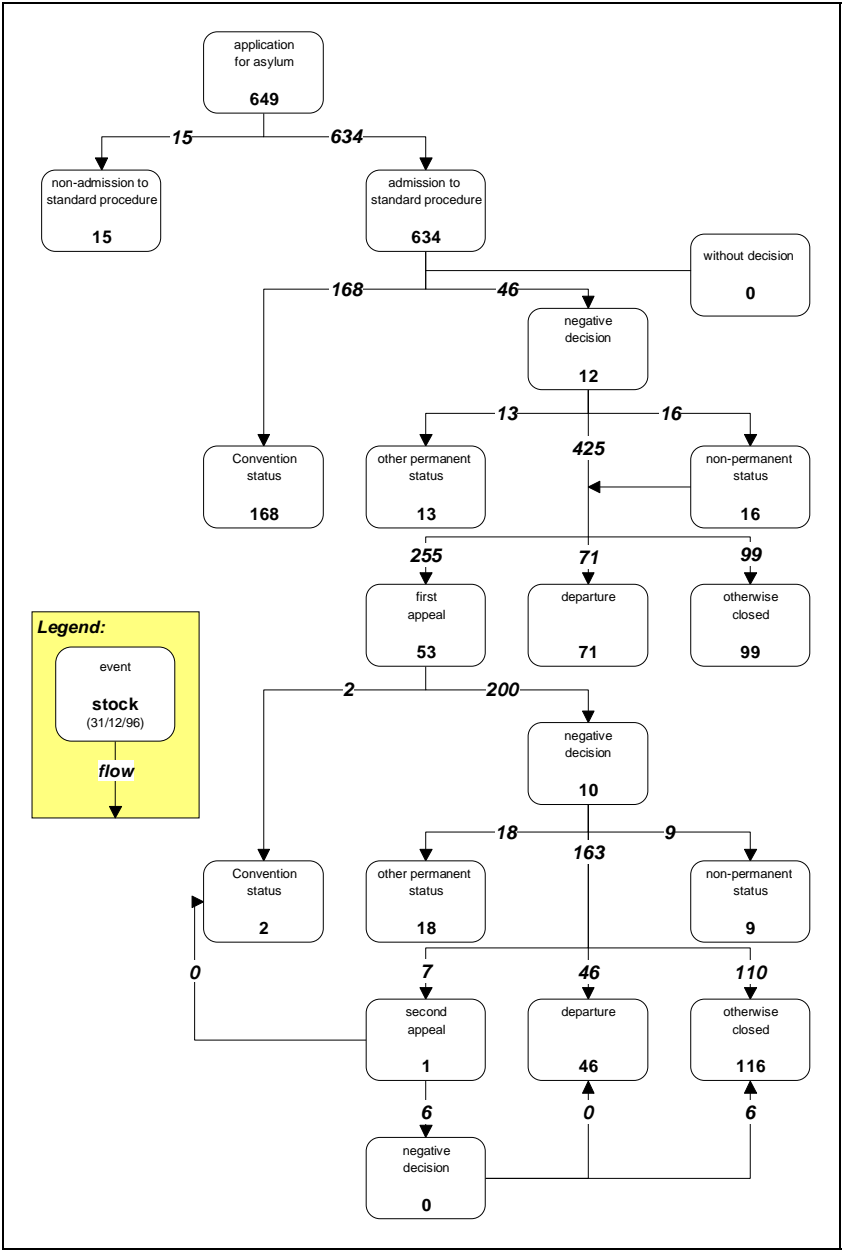 application
for asylum
649
15
634
non-admission to
standard procedure
15
admission to
standard procedure
634
without decision
0
168
46
negative
decision
12
13
16
425
Convention
status
168
other permanent
status
13
non-permanent
status
16
255
71
99
first
appeal
53
departure
71
otherwise
closed
99
Legend:
event
stock
(31/12/96)
flow
2
200
negative
decision
10
18
163
9
Convention
status
2
other permanent
status
18
non-permanent
status
9
0
7
46
110
second
appeal
1
departure
46
otherwise
closed
116
6
0
6
negative
decision
0